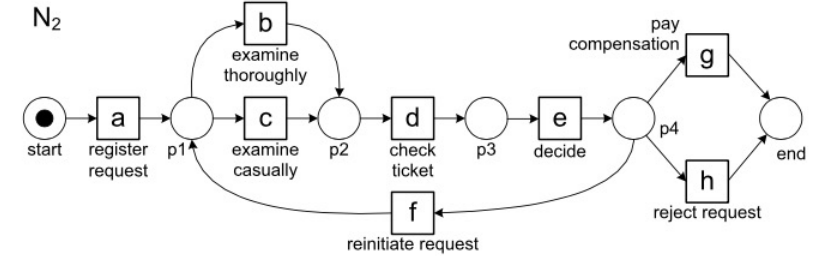 N2
b
examine
thoroughly
pay
compensation
g
a
c
d
e
start
register
request
p1
examine
casually
p2
check
ticket
p3
decide
p4
end
h
reject request
f
reinitiate request